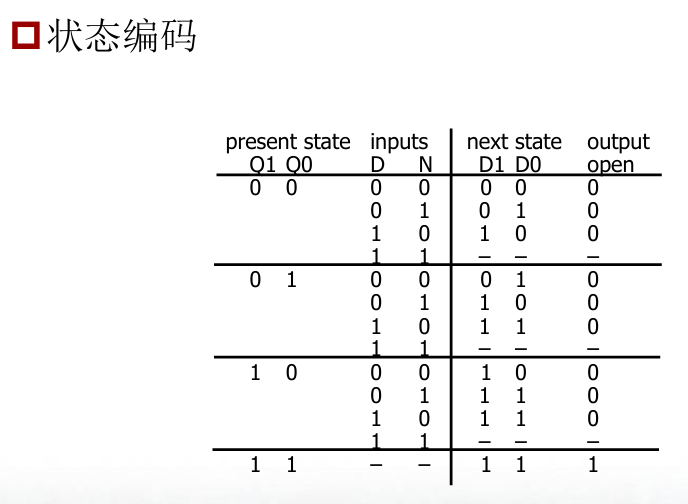 状态编码
present state inputs next state output
Q1 Q0 D N D1 D0 open
0 0 0 0 0 0 0
0 1 0 1 0
1 0 1 0 0
1 1 – – –
0 1 0 0 0 1 0
0 1 1 0 0
1 0 1 1 0
1 1 – – –
1 0 0 0 1 0 0
0 1 1 1 0
1 0 1 1 0
1 1 – – –
1 1 – – 1 1 1